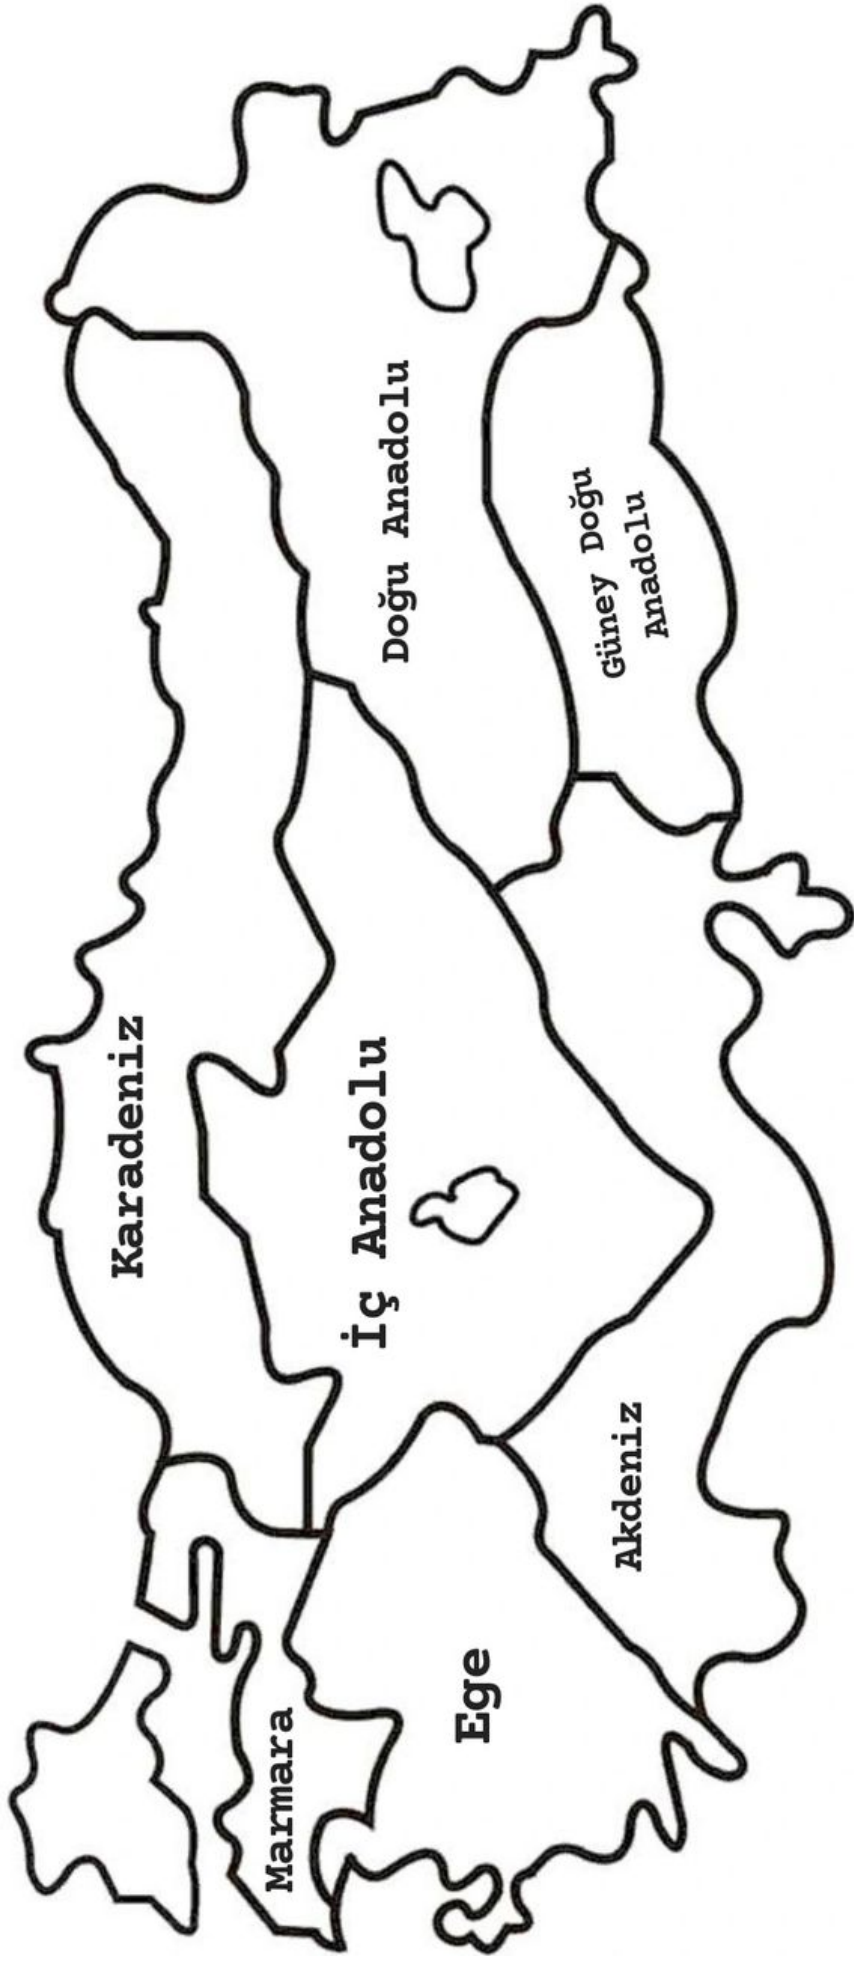 Karadeniz
Marmara
İç Anadolu
Doğu Anadolu
Ege
Akdeniz
Güney Doğu
Anadolu